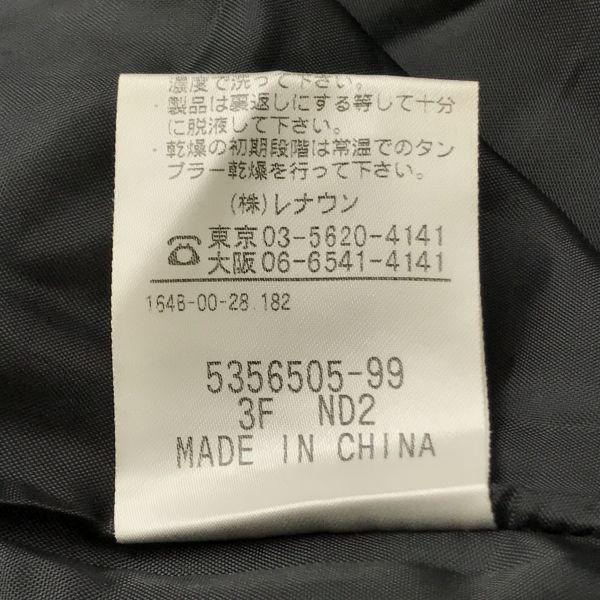 濃度で洗って下さい。
・製品は裏返しにする等して十分
に脱液して下さい。
・乾燥の初期段階は常温でのタン
ブラー乾燥を行って下さい。
(株)レナウン
☎東京03-5620-4141
大阪06-6541-4141
164B-00-28 182
5356505-99
3F ND2
MADE IN CHINA